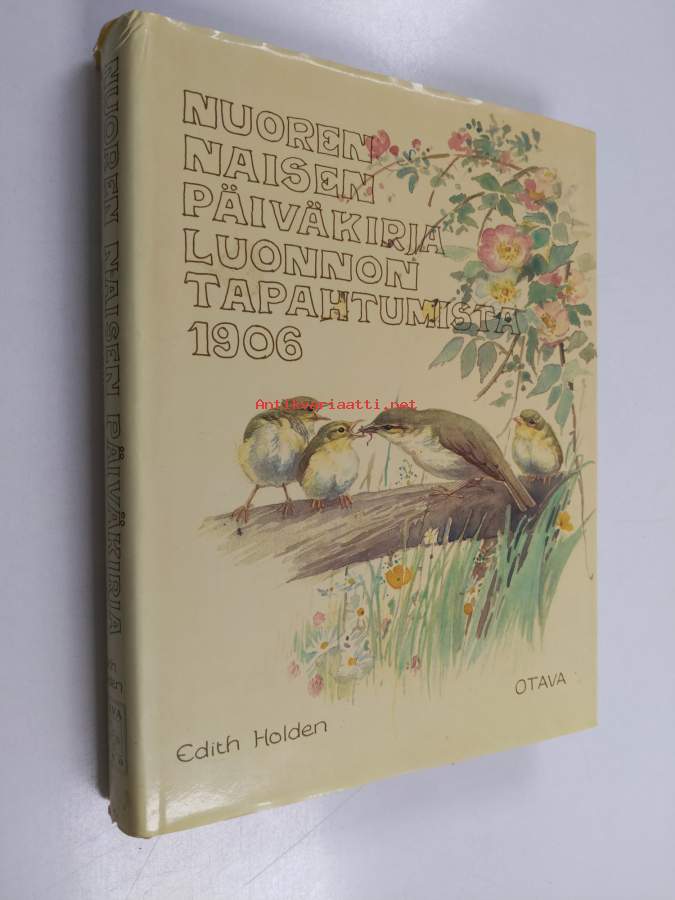 NUOREN
NAISEN
PÄIVÄKIRJA
LUONNON
TAPAHTUMISTA
1906
Antikvariaatti.net
OTAVA
Edith Holden
NUOREN NAISEN PÄIVÄKIRJA